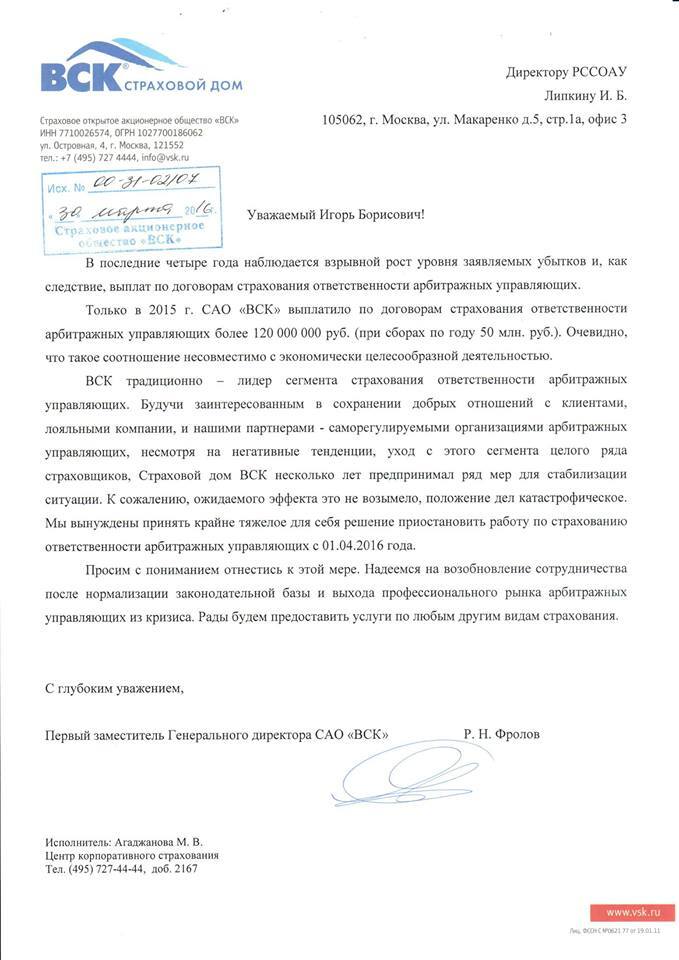 ВСК® СТРАХОВОЙ ДОМ
Страховое открытое акционерное общество «ВСК»
ИНН 7710026574, ОГРН 1027700186062
ул. Островная, 4, г. Москва, 121552
тел.: +7 (495) 727 4444, info@vsk.ru
Директору РССОАУ
Липкину И. Б.
105062, г. Москва, ул. Макаренко д.5, стр.1а, офис 3
Исх. № 00-31-02/07
«30» марта 2016г.
Страховое акционерное
общество «ВСК»
Уважаемый Игорь Борисович!
В последние четыре года наблюдается взрывной рост уровня заявляемых убытков и, как
следствие, выплат по договорам страхования ответственности арбитражных управляющих.
Только в 2015 г. САО «ВСК» выплатило по договорам страхования ответственности
арбитражных управляющих более 120 000 000 руб. (при сборах по году 50 млн. руб.). Очевидно,
что такое соотношение несовместимо с экономически целесообразной деятельностью.
ВСК традиционно – лидер сегмента страхования ответственности арбитражных
управляющих. Будучи заинтересованным в сохранении добрых отношений с клиентами,
лояльными компании, и нашими партнерами - саморегулируемыми организациями арбитражных
управляющих, несмотря на негативные тенденции, уход с этого сегмента целого ряда
страховщиков, Страховой дом ВСК несколько лет предпринимал ряд мер для стабилизации
ситуации. К сожалению, ожидаемого эффекта это не возымело, положение дел катастрофическое.
Мы вынуждены принять крайне тяжелое для себя решение приостановить работу по страхованию
ответственности арбитражных управляющих с 01.04.2016 года.
Просим с пониманием отнестись к этой мере. Надеемся на возобновление сотрудничества
после нормализации законодательной базы и выхода профессионального рынка арбитражных
управляющих из кризиса. Рады будем предоставить услуги по любым другим видам страхования.
С глубоким уважением,
Первый заместитель Генерального директора САО «ВСК» Р. Н. Фролов
Исполнитель: Агаджанова М. В.
Центр корпоративного страхования
Тел. (495) 727-44-44, доб. 2167
www.vsk.ru
Лиц. ФССН С №0621 77 от 19.01.11